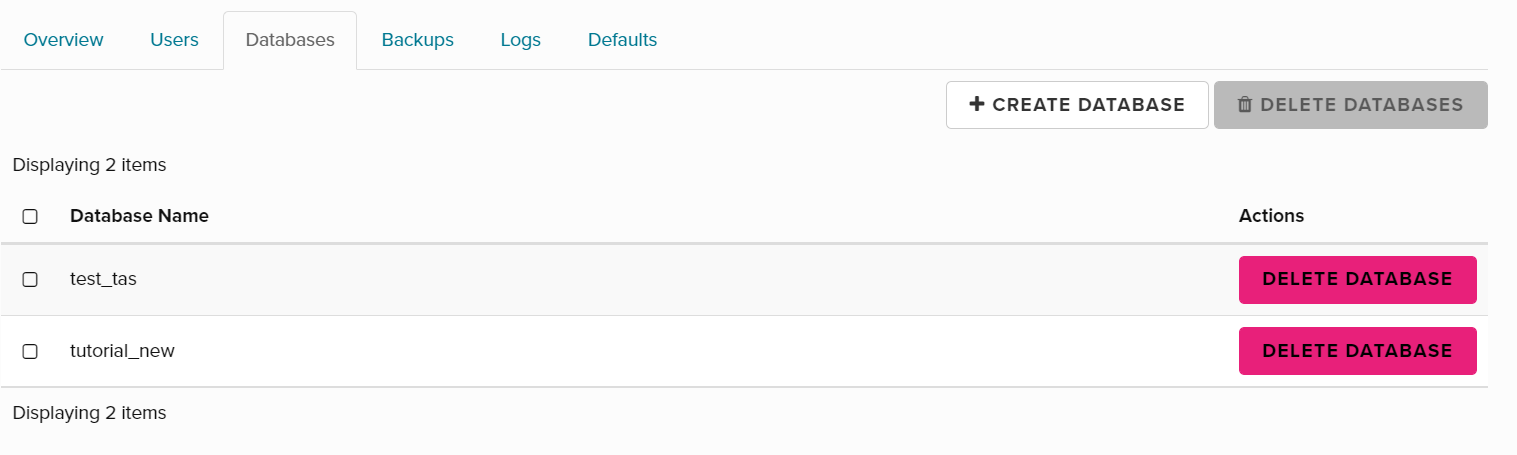 Overview Users Databases Backups Logs Defaults
CREATE DATABASE DELETE DATABASES
Displaying 2 items
Database Name Actions
test_tas DELETE DATABASE
tutorial_new DELETE DATABASE
Displaying 2 items